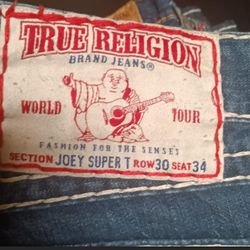 TRUE RELIGION
BRAND JEANS®
WORLD TOUR
FASHION FOR THE SENSES
SECTION JOEY SUPER T ROW 30 SEAT 34